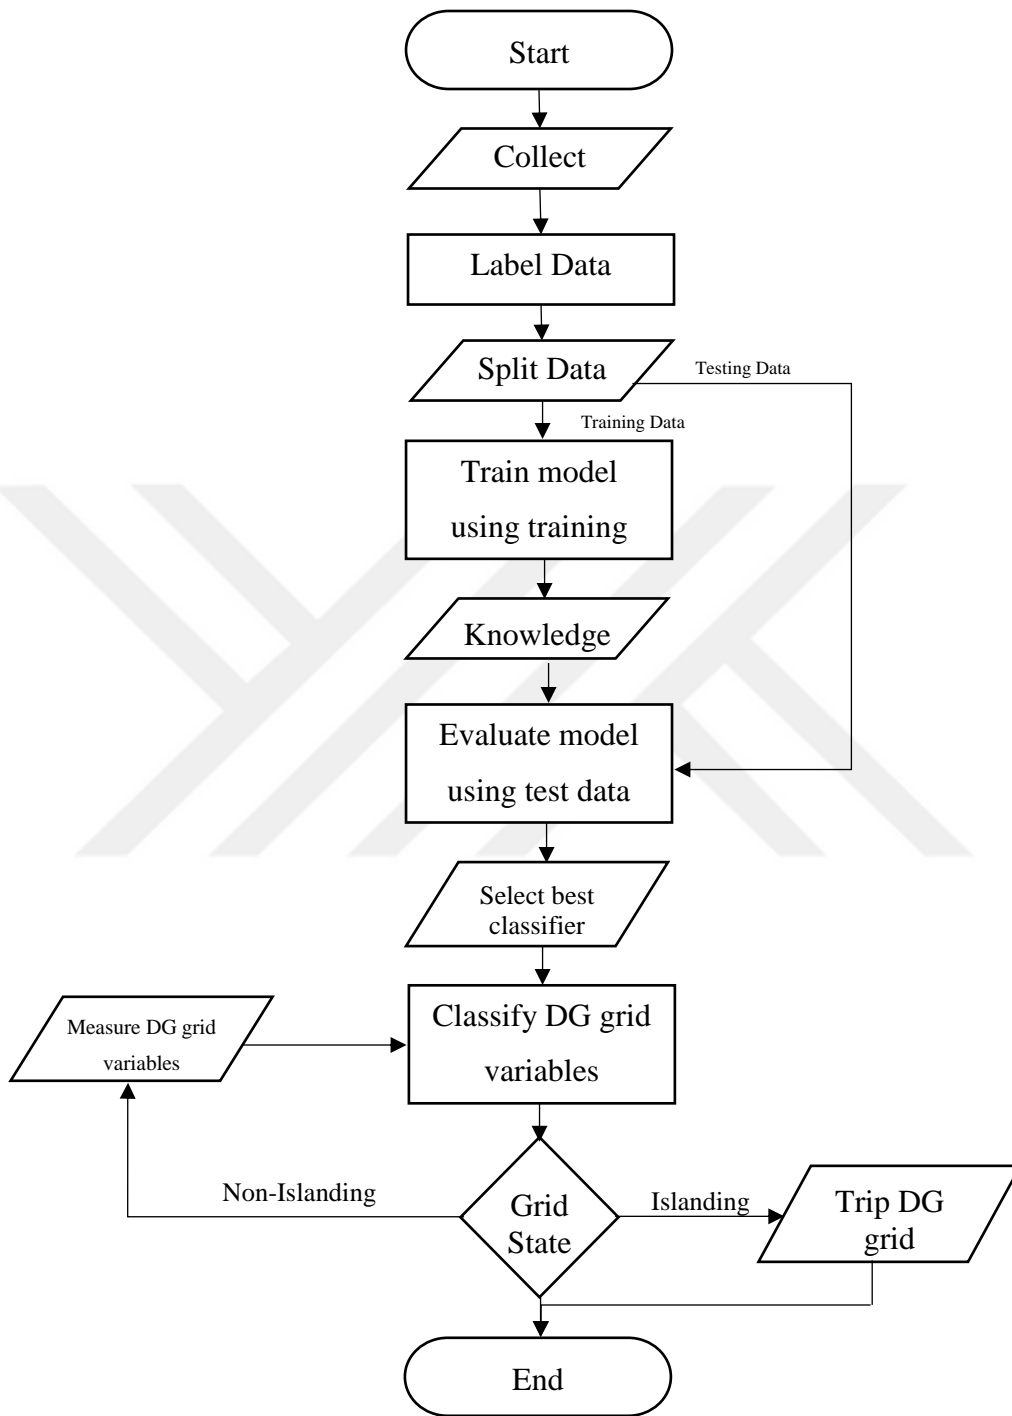 Start
Collect
Label Data
Split Data
Testing Data
Training Data
Train model
using training
Knowledge
Evaluate model
using test data
Select best
classifier
Classify DG grid
variables
Measure DG grid
variables
Non-Islanding
Grid
State
Islanding
Trip DG
grid
End